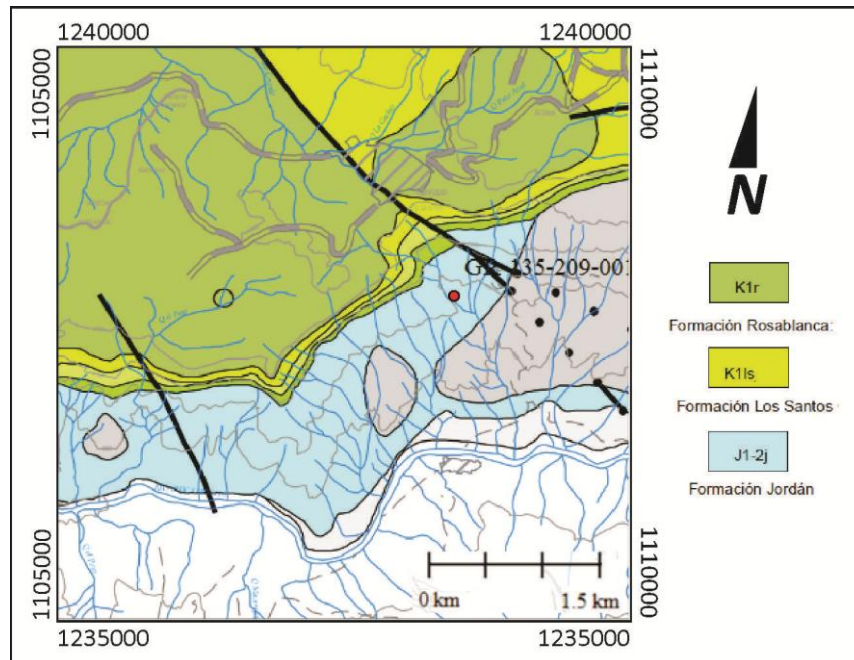 1240000 1240000
1105000
1110000
GZ-135-209-001
N
K1r
Formación Rosablanca:
K1ls
Formación Los Santos
J1-2j
Formación Jordán
0 km 1.5 km
1105000
1110000
1235000 1235000